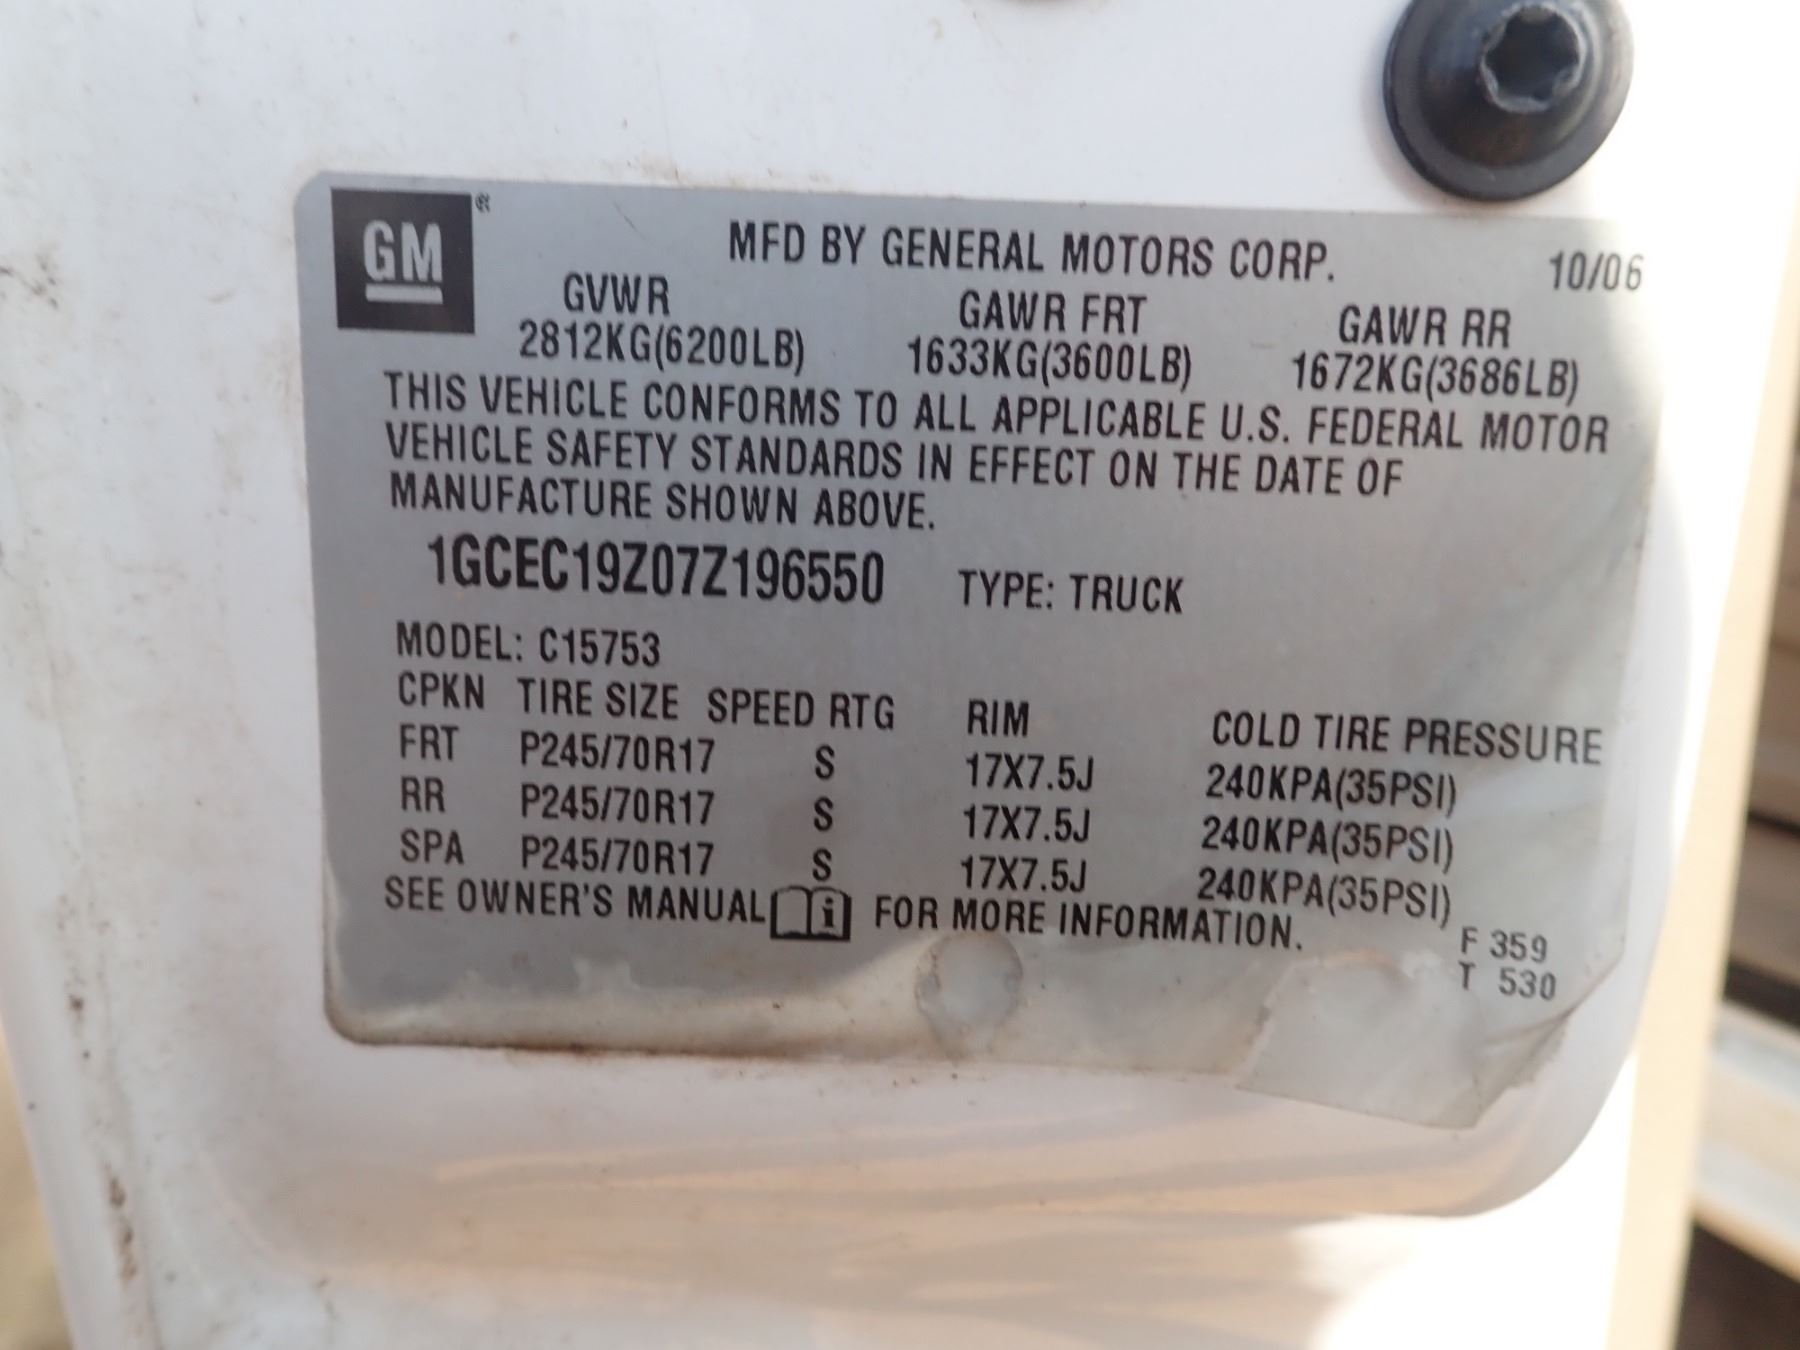 GM ®
MFD BY GENERAL MOTORS CORP. 10/06
GVWR GAWR FRT GAWR RR
2812KG(6200LB) 1633KG(3600LB) 1672KG(3686LB)
THIS VEHICLE CONFORMS TO ALL APPLICABLE U.S. FEDERAL MOTOR
VEHICLE SAFETY STANDARDS IN EFFECT ON THE DATE OF
MANUFACTURE SHOWN ABOVE.
1GCEC19Z07Z196550 TYPE: TRUCK
MODEL: C15753
CPKN TIRE SIZE SPEED RTG RIM COLD TIRE PRESSURE
FRT P245/70R17 S 17X7.5J 240KPA(35PSI)
RR P245/70R17 S 17X7.5J 240KPA(35PSI)
SPA P245/70R17 S 17X7.5J 240KPA(35PSI)
SEE OWNER'S MANUAL i FOR MORE INFORMATION.
F 359
T 530